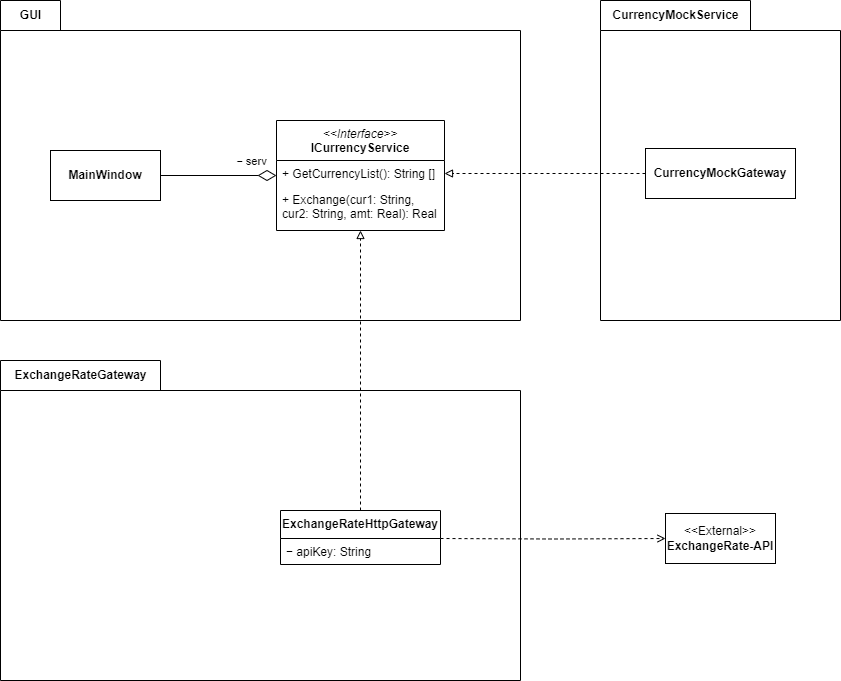 GUI
CurrencyMockService
<<Interface>>
ICurrencyService
− serv
MainWindow
+ GetCurrencyList(): String []
CurrencyMockGateway
+ Exchange(cur1: String,
cur2: String, amt: Real): Real
ExchangeRateGateway
ExchangeRateHttpGateway
− apiKey: String
<<External>>
ExchangeRate-API